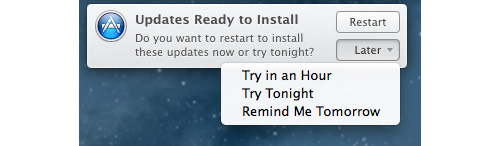 Updates Ready to Install
Restart
Do you want to restart to install
these updates now or try tonight?
Later
Try in an Hour
Try Tonight
Remind Me Tomorrow